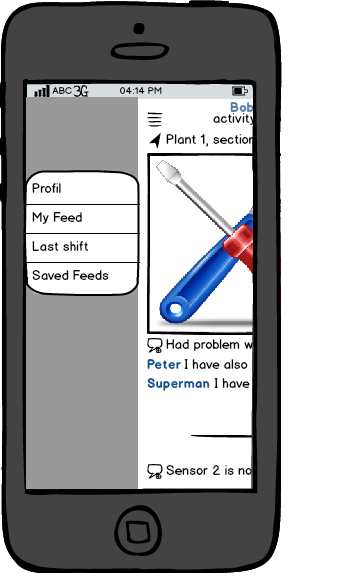 ABC 3G 04:14 PM
Bob
activity
Plant 1, section
Profil
My Feed
Last shift
Saved Feeds
Had problem w
Peter I have also
Superman I have
Sensor 2 is no